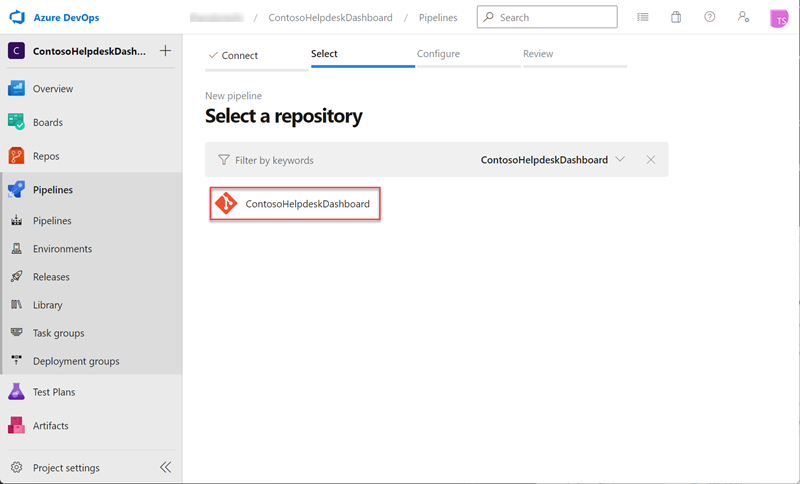 Azure DevOps
/ ContosoHelpdeskDashboard / Pipelines
Search
TS
C ContosoHelpdeskDash...
Overview
Boards
Repos
Pipelines
Pipelines
Environments
Releases
Library
Task groups
Deployment groups
Test Plans
Artifacts
Project settings
Connect
Select
Configure
Review
New pipeline
Select a repository
Filter by keywords
ContosoHelpdeskDashboard
ContosoHelpdeskDashboard